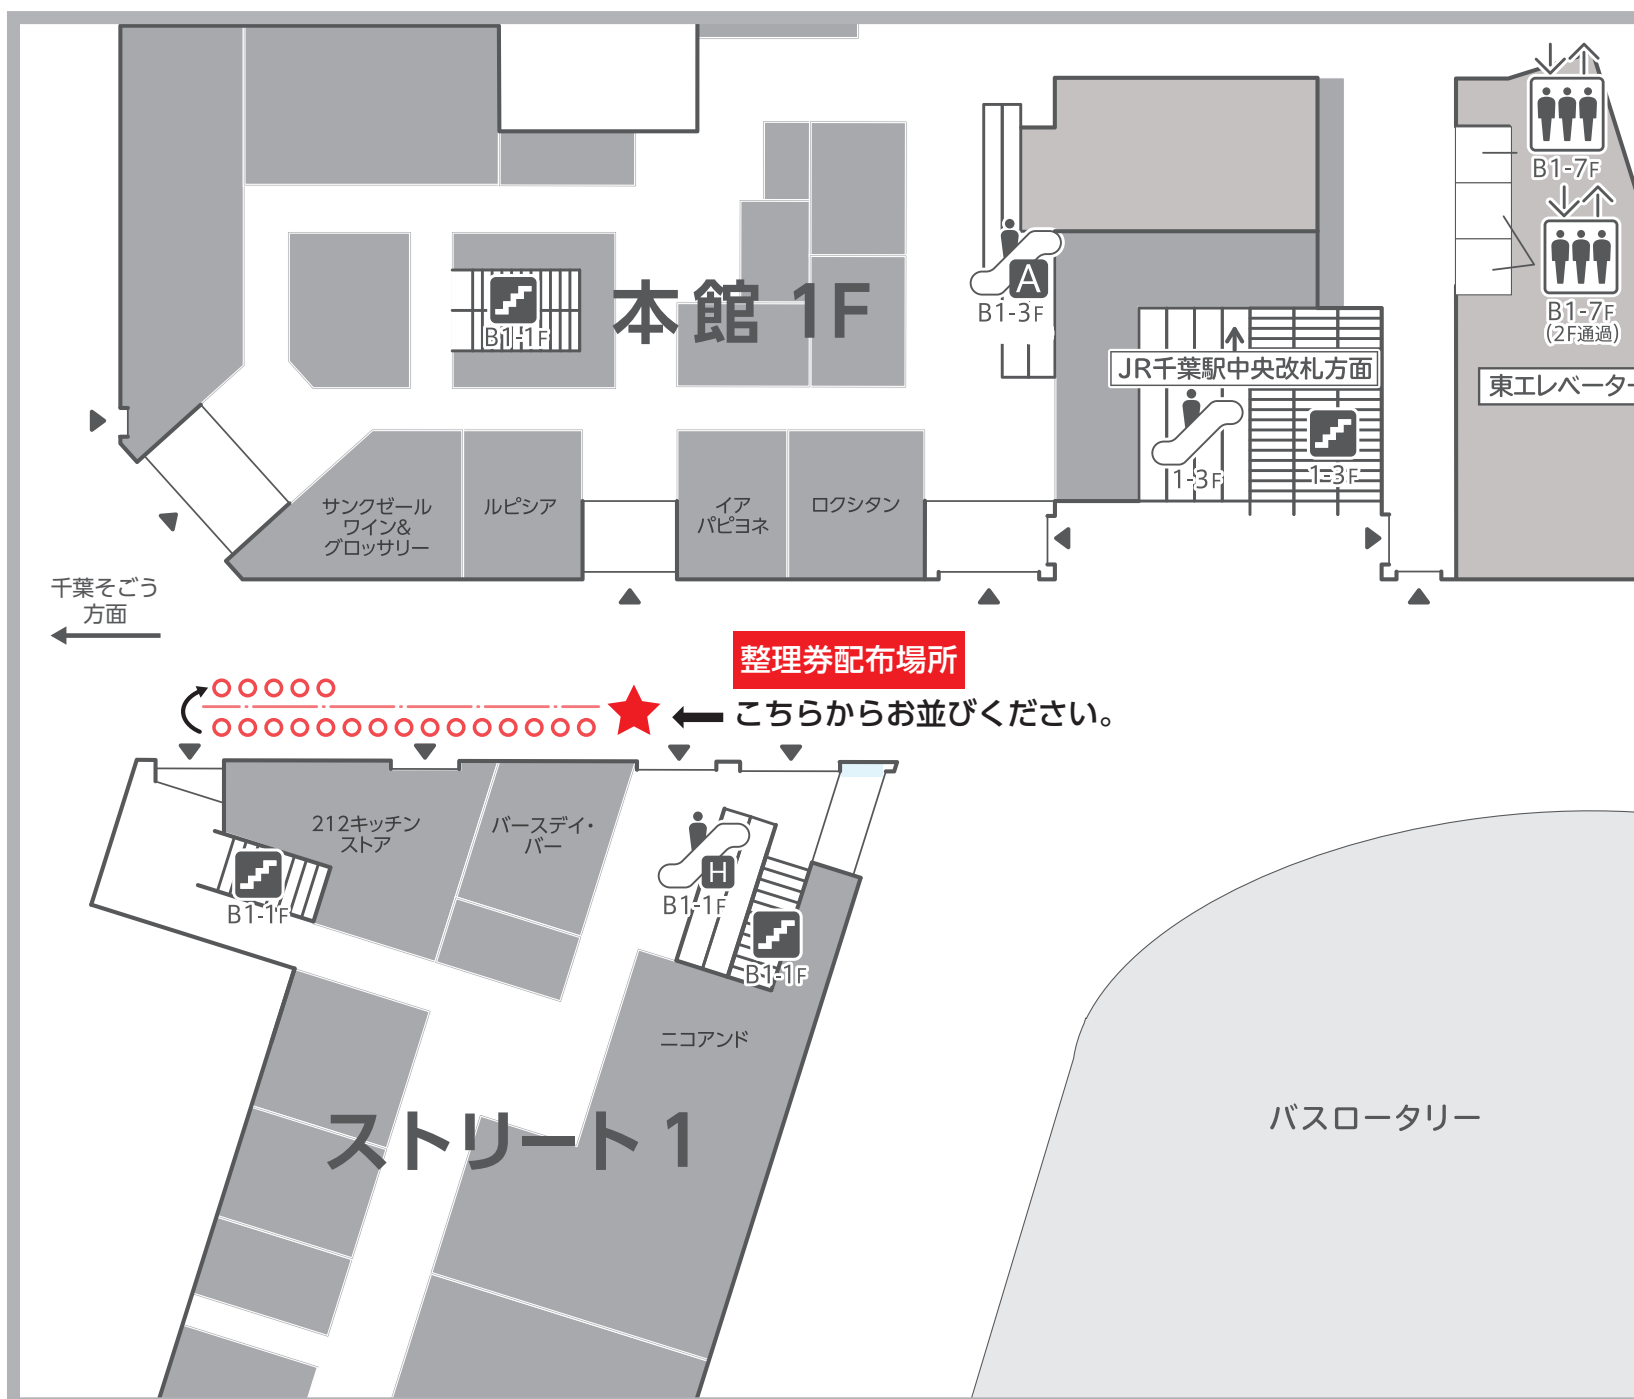 B1-7F
B1-7F
(2F通過)
本館 1F
B1-1F
A
B1-3F
JR千葉駅中央改札方面
東エレベーター
1-3F
1-3F
サンクゼール
ワイン&
グロッサリー
ルピシア
イア
パピヨネ
ロクシタン
千葉そごう
方面
整理券配布場所
こちらからお並びください。
212キッチン
ストア
バースデイ・
バー
B1-1F
H
B1-1F
B1-1F
ニコアンド
ストリート1
バスロータリー